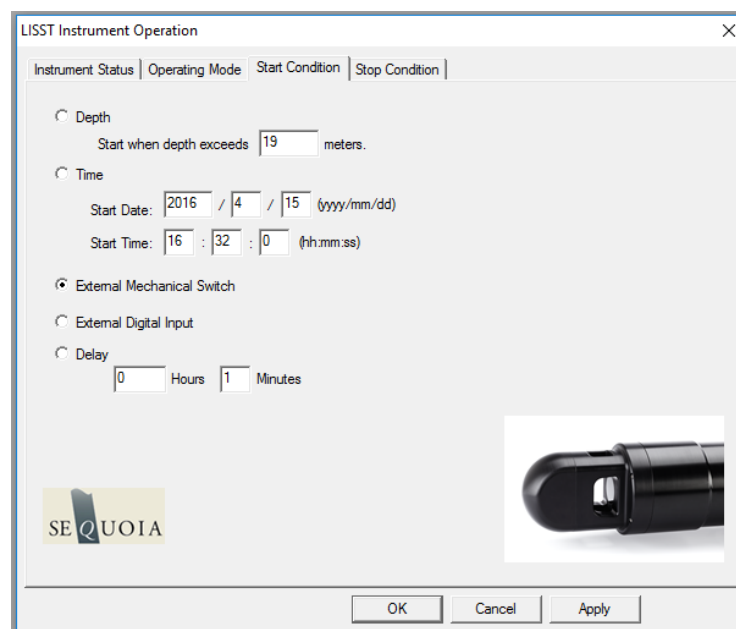 LISST Instrument Operation
Instrument Status Operating Mode Start Condition Stop Condition
Depth
Start when depth exceeds 19 meters.
Time
Start Date: 2016 / 4 / 15 (yyyy/mm/dd)
Start Time: 16 : 32 : 0 (hh:mm:ss)
External Mechanical Switch
External Digital Input
Delay
0 Hours 1 Minutes
SEQUOIA
OK Cancel Apply